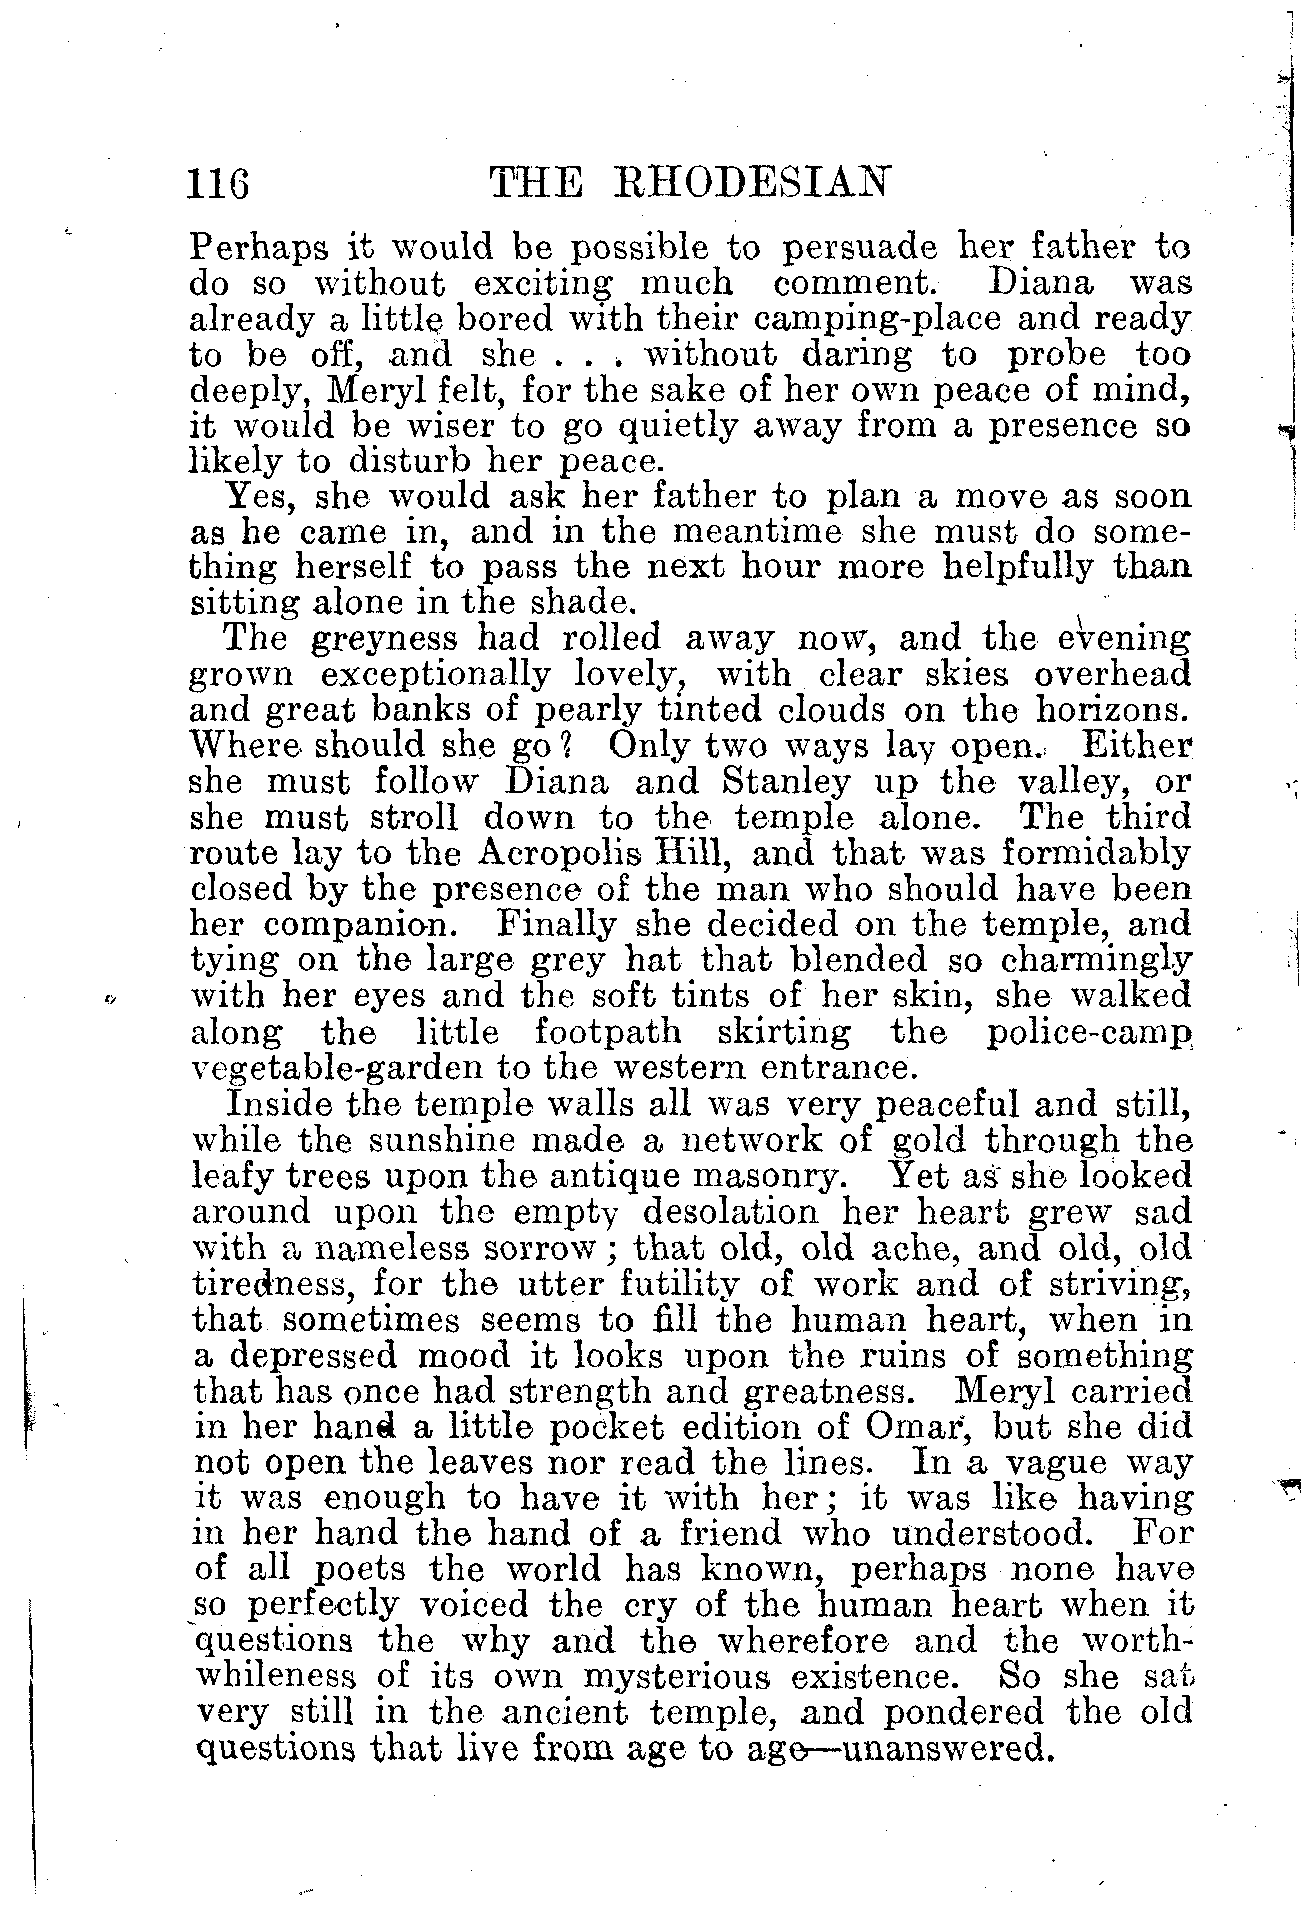 116 THE RHODESIAN
Perhaps it would be possible to persuade her father to
do so without exciting much comment. Diana was
already a little bored with their camping-place and ready
to be off, and she . . . without daring to probe too
deeply, Meryl felt, for the sake of her own peace of mind,
it would be wiser to go quietly away from a presence so
likely to disturb her peace.
Yes, she would ask her father to plan a move as soon
as he came in, and in the meantime she must do some-
thing herself to pass the next hour more helpfully than
sitting alone in the shade.
The greyness had rolled away now, and the evening
grown exceptionally lovely, with clear skies overhead
and great banks of pearly tinted clouds on the horizons.
Where should she go? Only two ways lay open. Either
she must follow Diana and Stanley up the valley, or
she must stroll down to the temple alone. The third
route lay to the Acropolis Hill, and that was formidably
closed by the presence of the man who should have been
her companion. Finally she decided on the temple, and
tying on the large grey hat that blended so charmingly
with her eyes and the soft tints of her skin, she walked
along the little footpath skirting the police-camp
vegetable-garden to the western entrance.
Inside the temple walls all was very peaceful and still,
while the sunshine made a network of gold through the
leafy trees upon the antique masonry. Yet as she looked
around upon the empty desolation her heart grew sad
with a nameless sorrow; that old, old ache, and old, old
tiredness, for the utter futility of work and of striving,
that sometimes seems to fill the human heart, when in
a depressed mood it looks upon the ruins of something
that has once had strength and greatness. Meryl carried
in her hand a little pocket edition of Omar, but she did
not open the leaves nor read the lines. In a vague way
it was enough to have it with her; it was like having
in her hand the hand of a friend who understood. For
of all poets the world has known, perhaps none have
so perfectly voiced the cry of the human heart when it
questions the why and the wherefore and the worth-
whileness of its own mysterious existence. So she sat
very still in the ancient temple, and pondered the old
questions that live from age to age—unanswered.